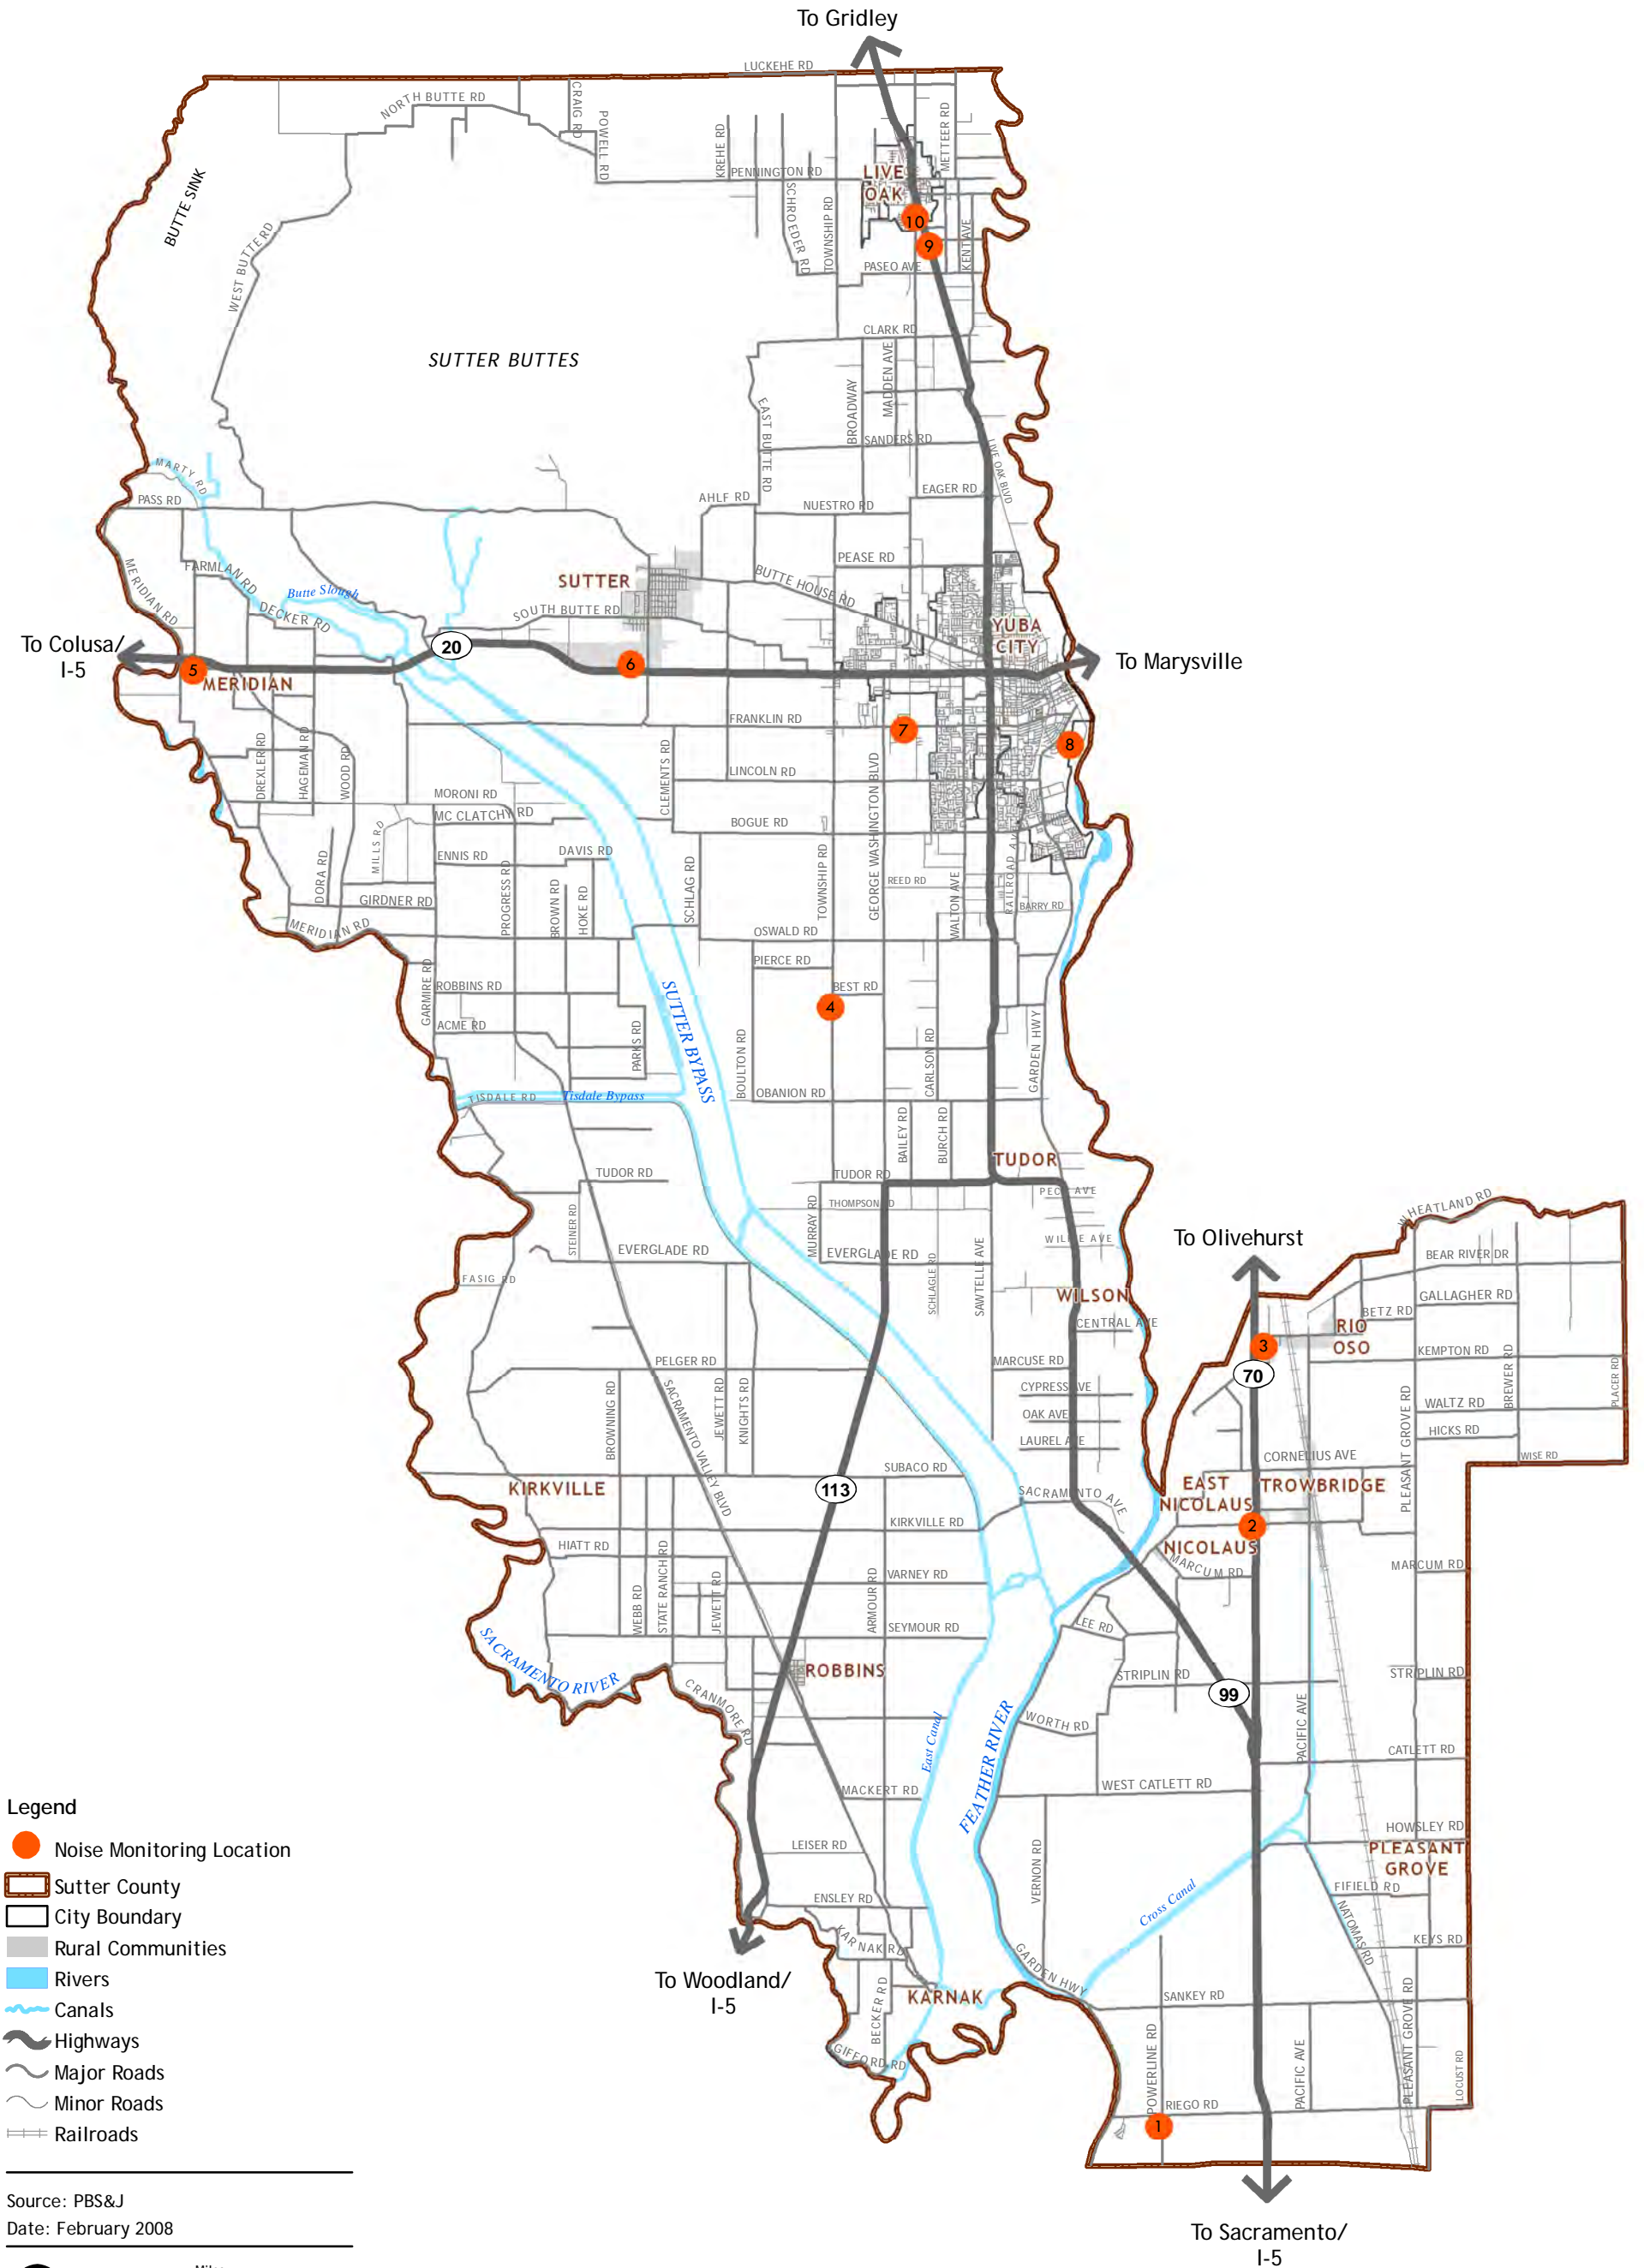 To Gridley
LUCKEHE RD
NORTH BUTTE RD
CRAIG RD
POWELL RD
KREHE RD
PENNINGTON RD
SCHROEDER RD
TOWNSHIP RD
METTEER RD
LIVE
OAK
10
9
KENT AVE
PASEO AVE
BUTTE SINK
WEST BUTTE RD
CLARK RD
SUTTER BUTTES
MADDEN AVE
BROADWAY
EAST BUTTE RD
SANDERS RD
LIVE OAK BLVD
MARTY RD
PASS RD
AHLF RD
EAGER RD
NUESTRO RD
MERIDIAN RD
FARMLAN RD
Butte Slough
DECKER RD
SUTTER
PEASE RD
BUTTE HOUSE RD
SOUTH BUTTE RD
YUBA
CITY
To Colusa/
I-5
20
To Marysville
5
MERIDIAN
6
FRANKLIN RD
7
8
DREXLER RD
HAGEMAN RD
WOOD RD
CLEMENTS RD
LINCOLN RD
GEORGE WASHINGTON BLVD
MORONI RD
MC CLATCHY RD
BOGUE RD
MILLS RD
DORA RD
ENNIS RD
DAVIS RD
PROGRESS RD
BROWN RD
HOKE RD
SCHLAG RD
TOWNSHIP RD
REED RD
WALTON AVE
RAILROAD AV
BARRY RD
GIRDNER RD
MERIDIAN RD
OSWALD RD
PIERCE RD
GARMIRE RD
ROBBINS RD
BEST RD
4
SUTTER BYPASS
ACME RD
PARKS RD
BOULTON RD
CARLSON RD
GARDEN HWY
TISDALE RD
Tisdale Bypass
OBANION RD
BAILEY RD
BURCH RD
TUDOR
TUDOR RD
TUDOR RD
PECK AVE
THOMPSON RD
STEINER RD
MURRAY RD
WILKIE AVE
EVERGLADE RD
EVERGLADE RD
SCHLAGLE RD
SAWTELLE AVE
FASIG RD
WILSON
CENTRAL AVE
WHEATLAND RD
To Olivehurst
BEAR RIVER DR
GALLAGHER RD
BETZ RD
RIO
OSO
3
70
KEMPTON RD
BREWER RD
PLACER RD
PELGER RD
MARCUSE RD
CYPRESS AVE
OAK AVE
LAUREL AVE
BROWNING RD
SACRAMENTO VALLEY BLVD
JEWETT RD
KNIGHTS RD
PLEASANT GROVE RD
WALTZ RD
HICKS RD
WISE RD
CORNELIUS AVE
SUBACO RD
KIRKVILLE
113
SACRAMENTO AVE
EAST
NICOLAUS
TROWBRIDGE
KIRKVILLE RD
2
NICOLAUS
MARCUM RD
MARCUM RD
HIATT RD
WEBB RD
STATE RANCH RD
JEWETT RD
VARNEY RD
ARMOUR RD
SEYMOUR RD
LEE RD
SACRAMENTO RIVER
ROBBINS
STRIPLIN RD
STRIPLIN RD
CRANMORE RD
99
WORTH RD
East Canal
FEATHER RIVER
PACIFIC AVE
CATLETT RD
WEST CATLETT RD
MACKERT RD
HOWSLEY RD
PLEASANT
GROVE
LEISER RD
VERNON RD
FIFIELD RD
ENSLEY RD
Cross Canal
NATOMAS RD
KEYS RD
KARNAK RD
GARDEN HWY
To Woodland/
I-5
KARNAK
BECKER RD
SANKEY RD
GIFFORD RD
POWERLINE RD
PACIFIC AVE
PLEASANT GROVE RD
LOCUST RD
RIEGO RD
1
To Sacramento/
I-5
Legend
Noise Monitoring Location
Sutter County
City Boundary
Rural Communities
Rivers
Canals
Highways
Major Roads
Minor Roads
Railroads
Source: PBS&J
Date: February 2008